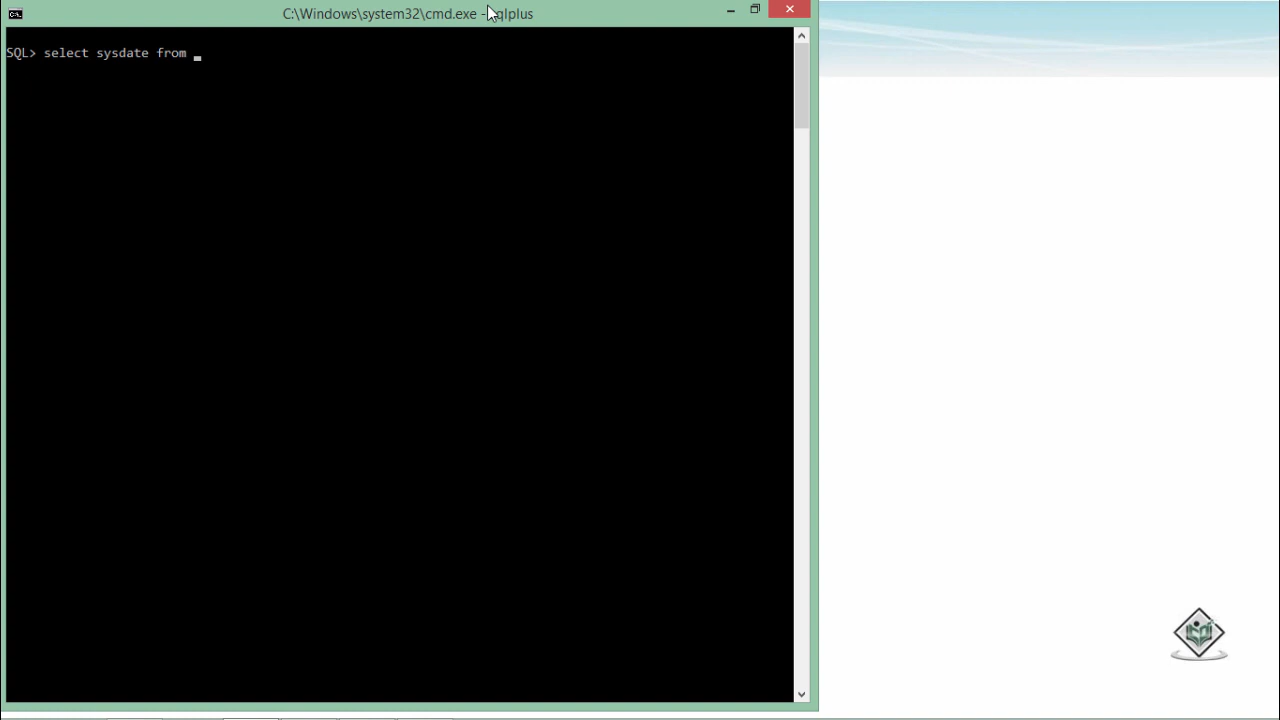 C:\Windows\system32\cmd.exe - sqlplus
SQL> select sysdate from